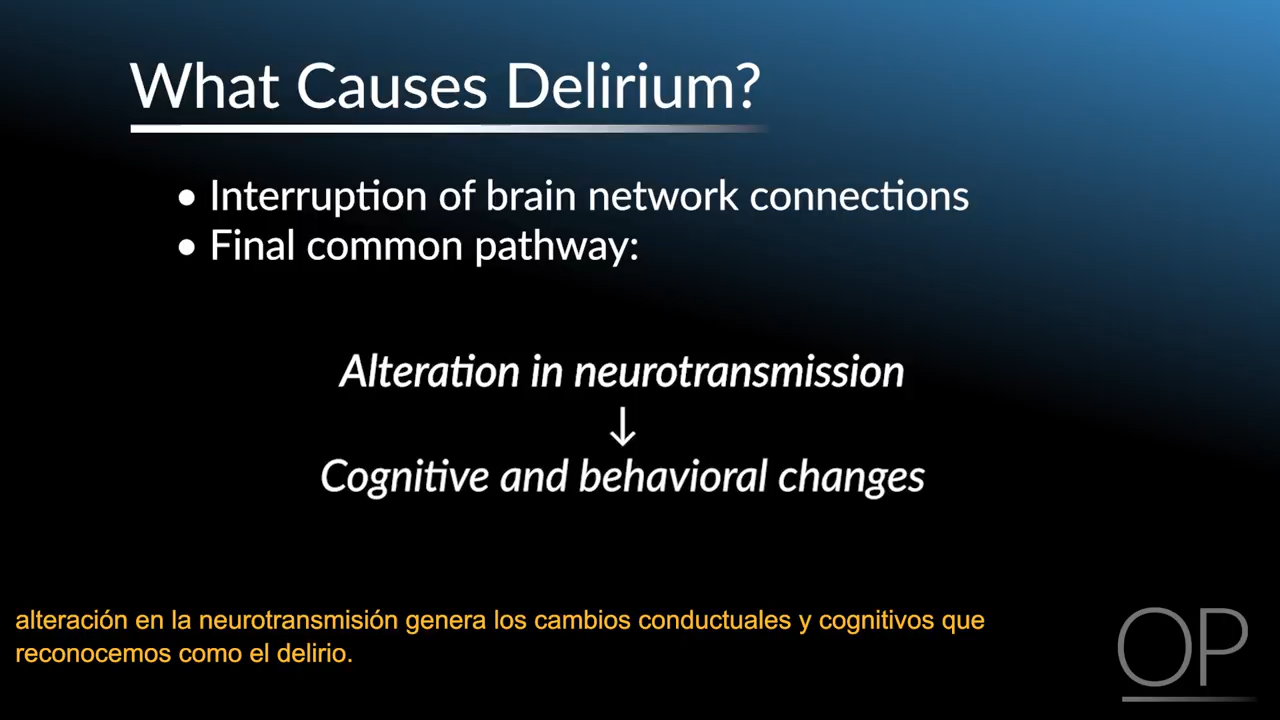 What Causes Delirium?
• Interruption of brain network connections
• Final common pathway:
Alteration in neurotransmission
↓
Cognitive and behavioral changes
alteración en la neurotransmisión genera los cambios conductuales y cognitivos que
reconocemos como el delirio.
OP